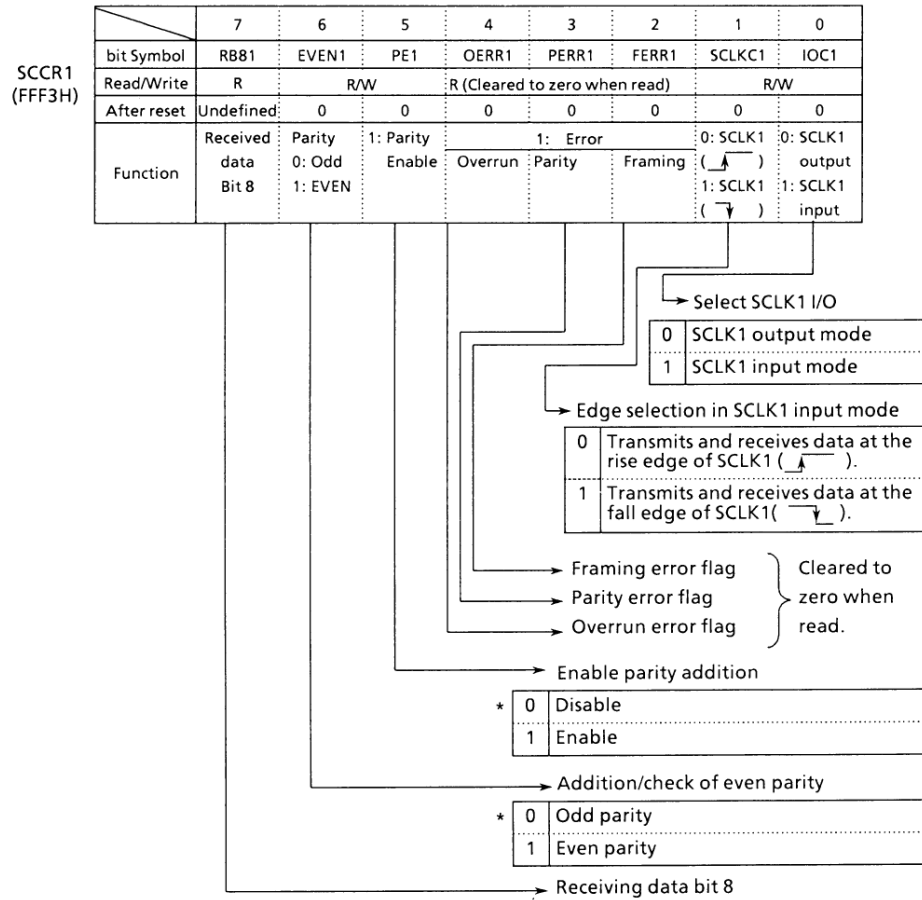 7 6 5 4 3 2 1 0
bit Symbol RB81 EVEN1 PE1 OERR1 PERR1 FERR1 SCLKC1 IOC1
SCCR1
(FFF3H)
Read/Write R R/W R (Cleared to zero when read) R/W
After reset Undefined 0 0 0 0 0 0 0
Function
Received
data
Bit 8
Parity
0: Odd
1: EVEN
1: Parity
Enable
1: Error
Overrun Parity Framing
0: SCLK1
( )
1: SCLK1
( )
0: SCLK1
output
1: SCLK1
input
Select SCLK1 I/O
0 SCLK1 output mode
1 SCLK1 input mode
Edge selection in SCLK1 input mode
0 Transmits and receives data at the
rise edge of SCLK1 ( ).
1 Transmits and receives data at the
fall edge of SCLK1( ).
Framing error flag
Parity error flag
Overrun error flag
Cleared to
zero when
read.
Enable parity addition
* 0 Disable
1 Enable
Addition/check of even parity
* 0 Odd parity
1 Even parity
Receiving data bit 8